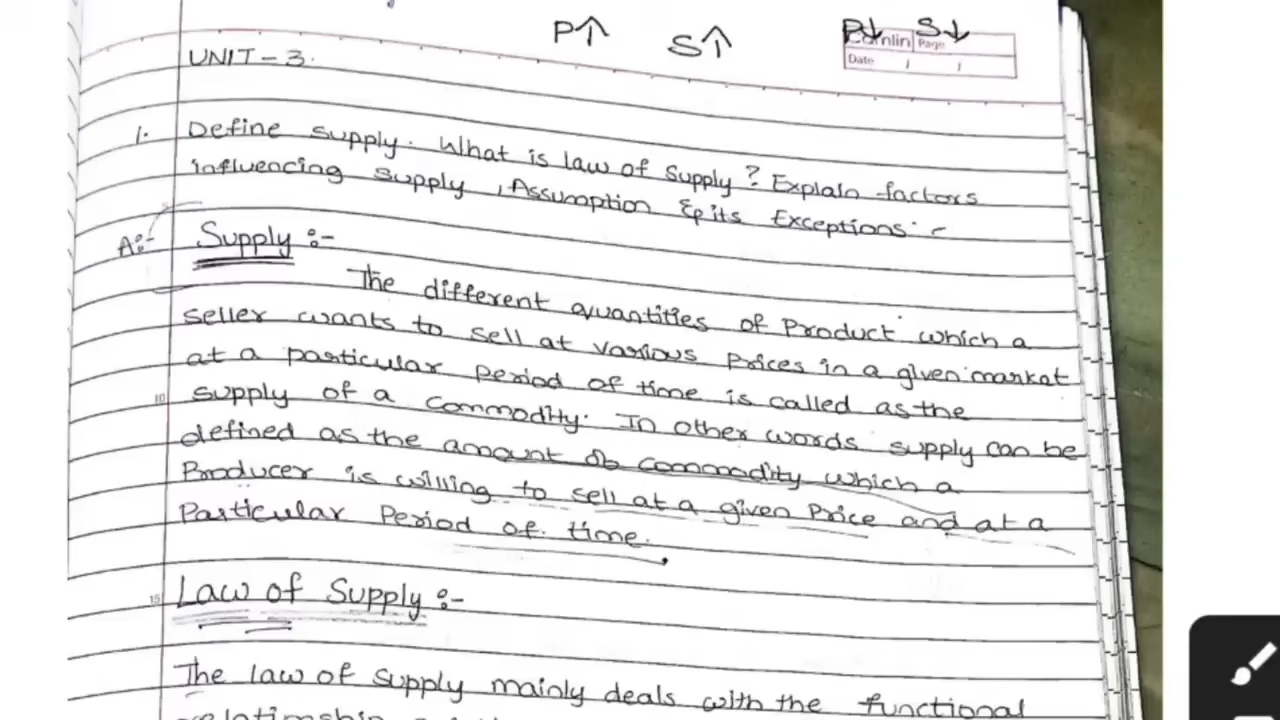 P↑ S↑ P↓ S↓
Camlin Page
Date / /
UNIT-3.
1. Define supply. What is law of Supply? Explain factors
influencing supply, Assumption & its Exceptions:-
A:- Supply :-
The different quantities of Product which a
seller wants to sell at various prices in a given market
at a particular period of time is called as the
10 supply of a commodity. In other words supply can be
defined as the amount of commodity which a
Producer is willing to sell at a given Price and at a
Particular Period of time.
15 Law of Supply :-
The law of supply mainly deals with the functional
relationship